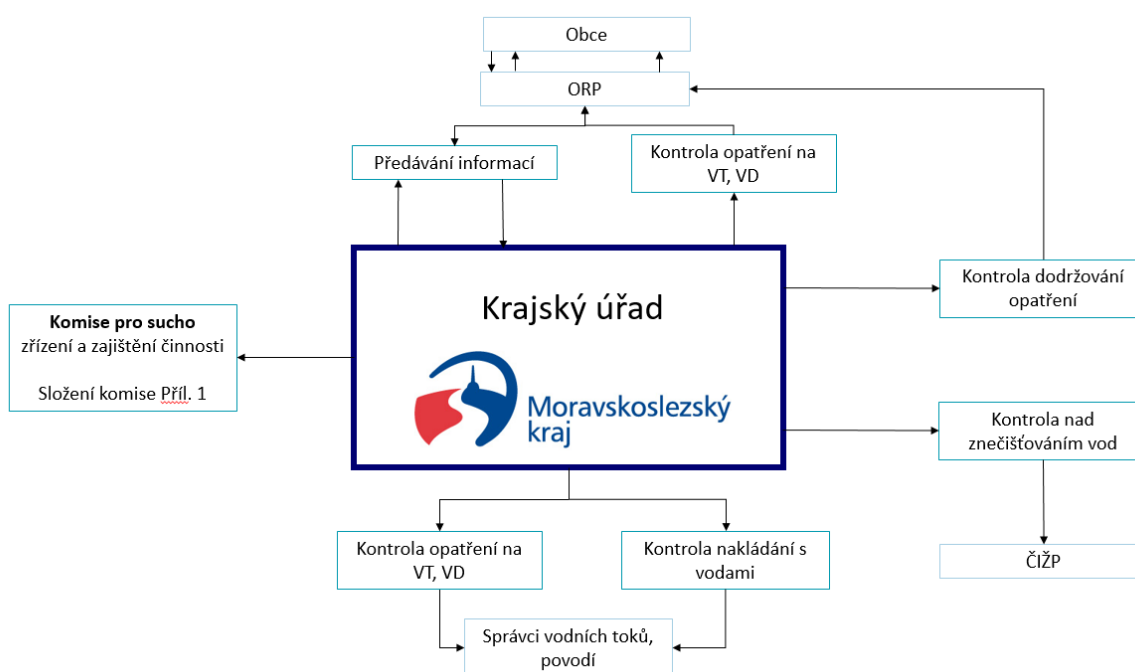 Obce
ORP
Předávání informací
Kontrola opatření na
VT, VD
Krajský úřad
Moravskoslezský
kraj
Kontrola dodržování
opatření
Komise pro sucho
zřízení a zajištění činnosti
Složení komise Příl. 1
Kontrola nad
znečišťováním vod
Kontrola opatření na
VT, VD
Kontrola nakládání s
vodami
ČIŽP
Správci vodních toků,
povodí